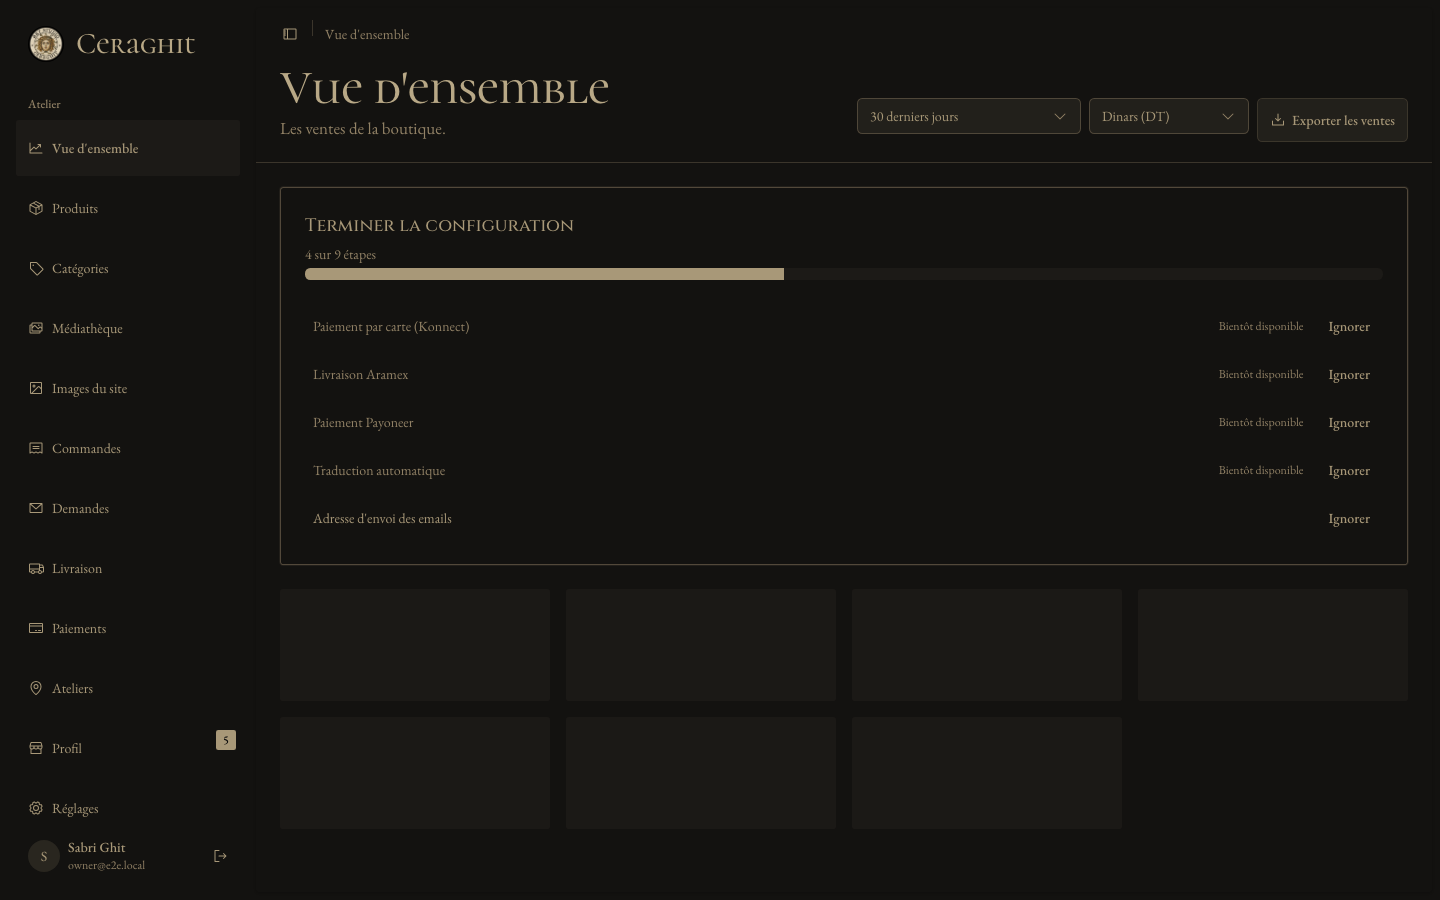 Ceraghit
Atelier
Vue d'ensemble
Produits
Catégories
Médiathèque
Images du site
Commandes
Demandes
Livraison
Paiements
Ateliers
Profil
5
Réglages
S
Sabri Ghit
owner@e2e.local
Vue d'ensemble
Vue d'ensemble
Les ventes de la boutique.
30 derniers jours
Dinars (DT)
Exporter les ventes
Terminer la configuration
4 sur 9 étapes
Paiement par carte (Konnect) Bientôt disponible Ignorer
Livraison Aramex Bientôt disponible Ignorer
Paiement Payoneer Bientôt disponible Ignorer
Traduction automatique Bientôt disponible Ignorer
Adresse d'envoi des emails Ignorer